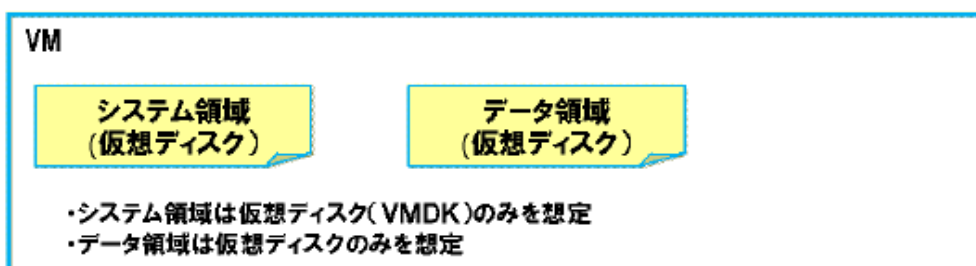 VM
システム領域
(仮想ディスク)
データ領域
(仮想ディスク)
・システム領域は仮想ディスク(VMDK)のみを想定
・データ領域は仮想ディスクのみを想定